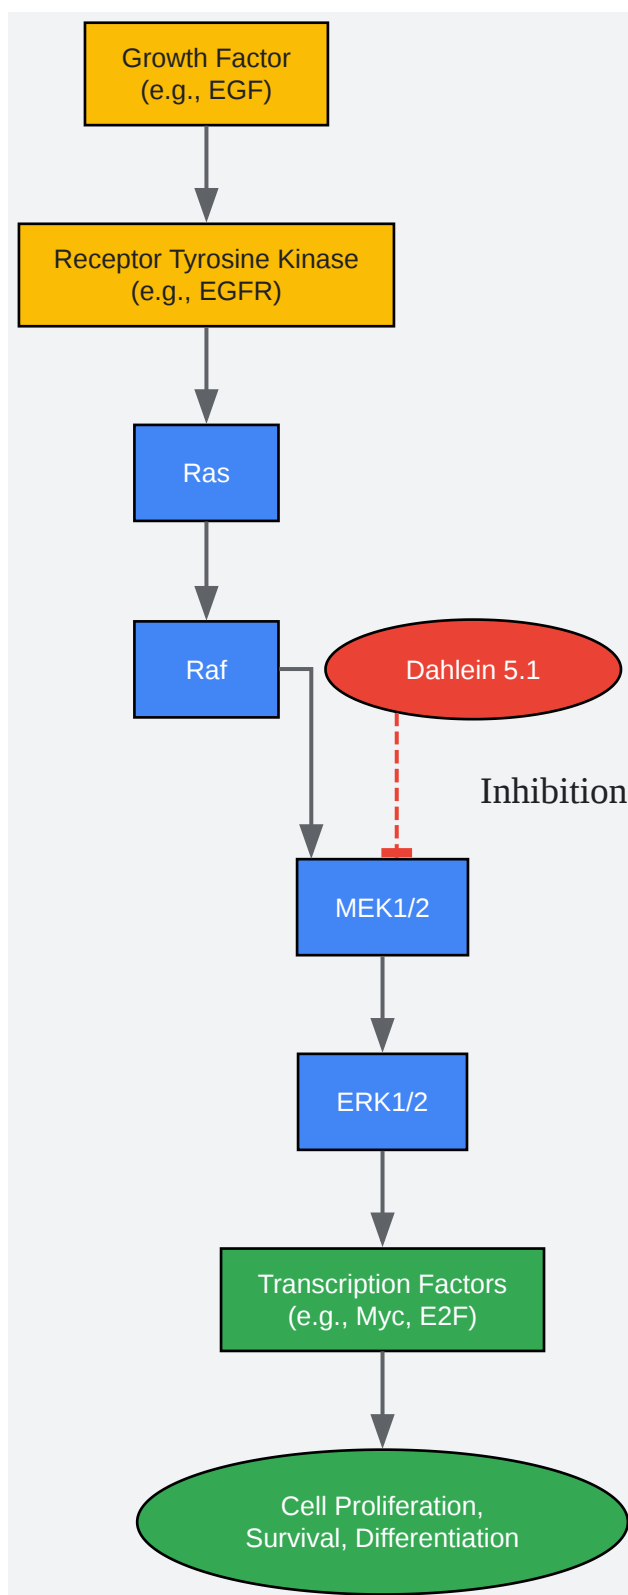 Growth Factor
(e.g., EGF)
Receptor Tyrosine Kinase
(e.g., EGFR)
Ras
Raf
Dahlein 5.1
Inhibition
MEK1/2
ERK1/2
Transcription Factors
(e.g., Myc, E2F)
Cell Proliferation,
Survival, Differentiation